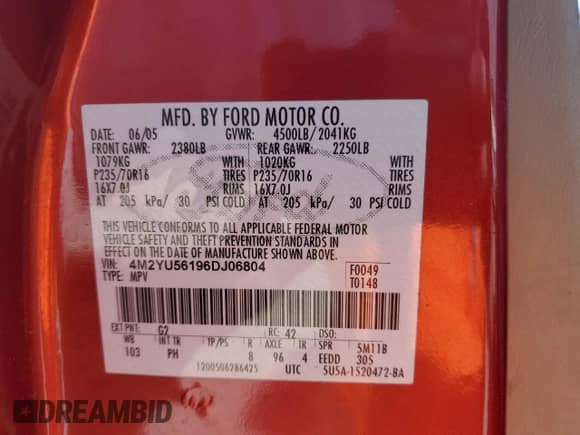 MFD. BY FORD MOTOR CO.
DATE: 06/05 GVWR: 4500LB/ 2041KG
FRONT GAWR: 2380LB REAR GAWR: 2250LB
1079KG WITH 1020KG WITH
P235/70R16 TIRES P235/70R16 TIRES
16X7.0J RIMS 16X7.0J RIMS
AT 205 kPa/ 30 PSI COLD AT 205 kPa/ 30 PSI COLD
THIS VEHICLE CONFORMS TO ALL APPLICABLE FEDERAL MOTOR
VEHICLE SAFETY AND THEFT PREVENTION STANDARDS IN
EFFECT ON THE DATE OF MANUFACTURE SHOWN ABOVE.
VIN: 4M2YU56196DJ06804 F0049
TYPE: MPV T0148
EXT PNT: G2 RC: 42 DSO:
WB INT TR TP/PS R AXLE TR SPR 5M11B
103 PH 8 96 4 EEDD 305
1200506286425 UTC 5U5A-1520472-BA
DREAMBID